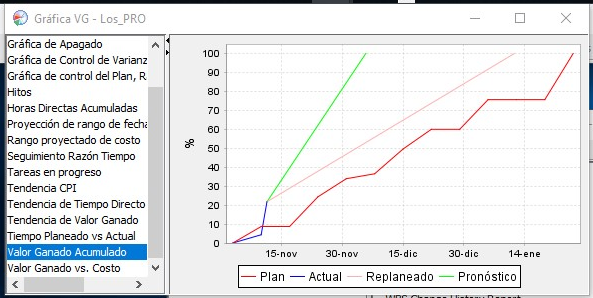 Gráfica VG - Los_PRO
Gráfica de Apagado
Gráfica de Control de Varianz
Gráfica de control del Plan, R
Hitos
Horas Directas Acumuladas
Proyección de rango de fecha
Rango proyectado de costo
Seguimiento Razón Tiempo
Tareas en progreso
Tendencia CPI
Tendencia de Tiempo Directo
Tendencia de Valor Ganado
Tiempo Planeado vs Actual
Valor Ganado Acumulado
Valor Ganado vs. Costo
%
100
90
80
70
60
50
40
30
20
10
0
15-nov 30-nov 15-dic 30-dic 14-ene
Plan Actual Replaneado Pronóstico